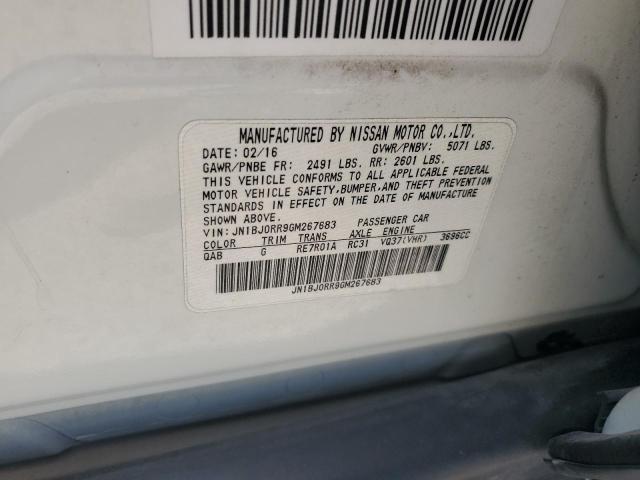 MANUFACTURED BY NISSAN MOTOR CO.,LTD.
DATE: 02/16 GVWR/PNBV: 5071 LBS.
GAWR/PNBE FR: 2491 LBS. RR: 2601 LBS.
THIS VEHICLE CONFORMS TO ALL APPLICABLE FEDERAL
MOTOR VEHICLE SAFETY,BUMPER,AND THEFT PREVENTION
STANDARDS IN EFFECT ON THE DATE OF MANUFACTURE
SHOWN ABOVE.
VIN: JN1BJ0RR9GM267683 PASSENGER CAR
COLOR TRIM TRANS AXLE ENGINE
QAB G RE7R01A RC31 VQ37(VHR) 3696CC
JN1BJ0RR9GM267683